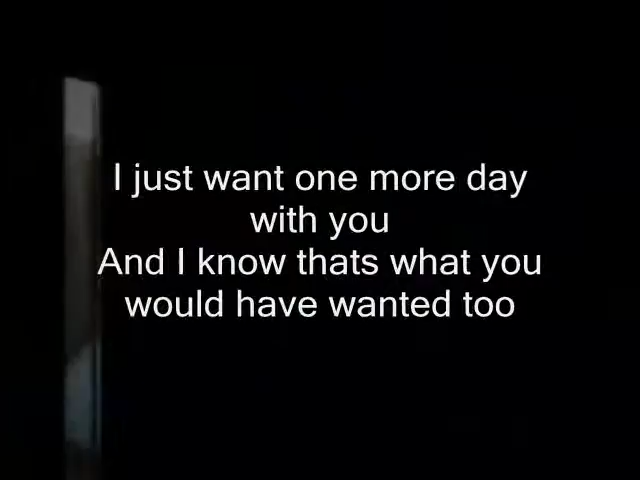 I just want one more day
with you
And I know thats what you
would have wanted too